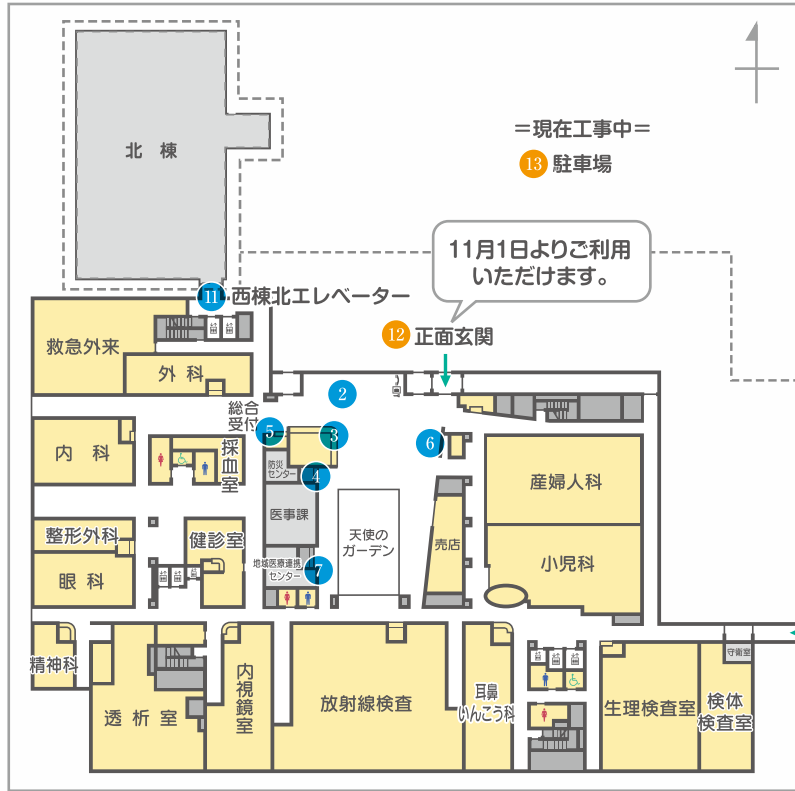 北 棟
=現在工事中=
13 駐車場
11月1日よりご利用
いただけます。
11 西棟北エレベーター
12 正面玄関
救急外来
外 科
2
総合
受付
5
3
6
内 科
採血室
防災
センター
4
産婦人科
医事課
天使の
ガーデン
売店
整形外科
健診室
小児科
眼 科
地域医療連携
センター
7
精神科
守衛室
透 析 室
内視鏡室
放射線検査
耳鼻
いんこう科
生理検査室
検体
検査室